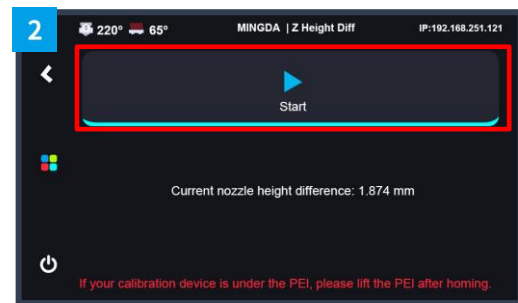 2
220° 65° MINGDA | Z Height Diff IP:192.168.251.121
Start
Current nozzle height difference: 1.874 mm
If your calibration device is under the PEI, please lift the PEI after homing.